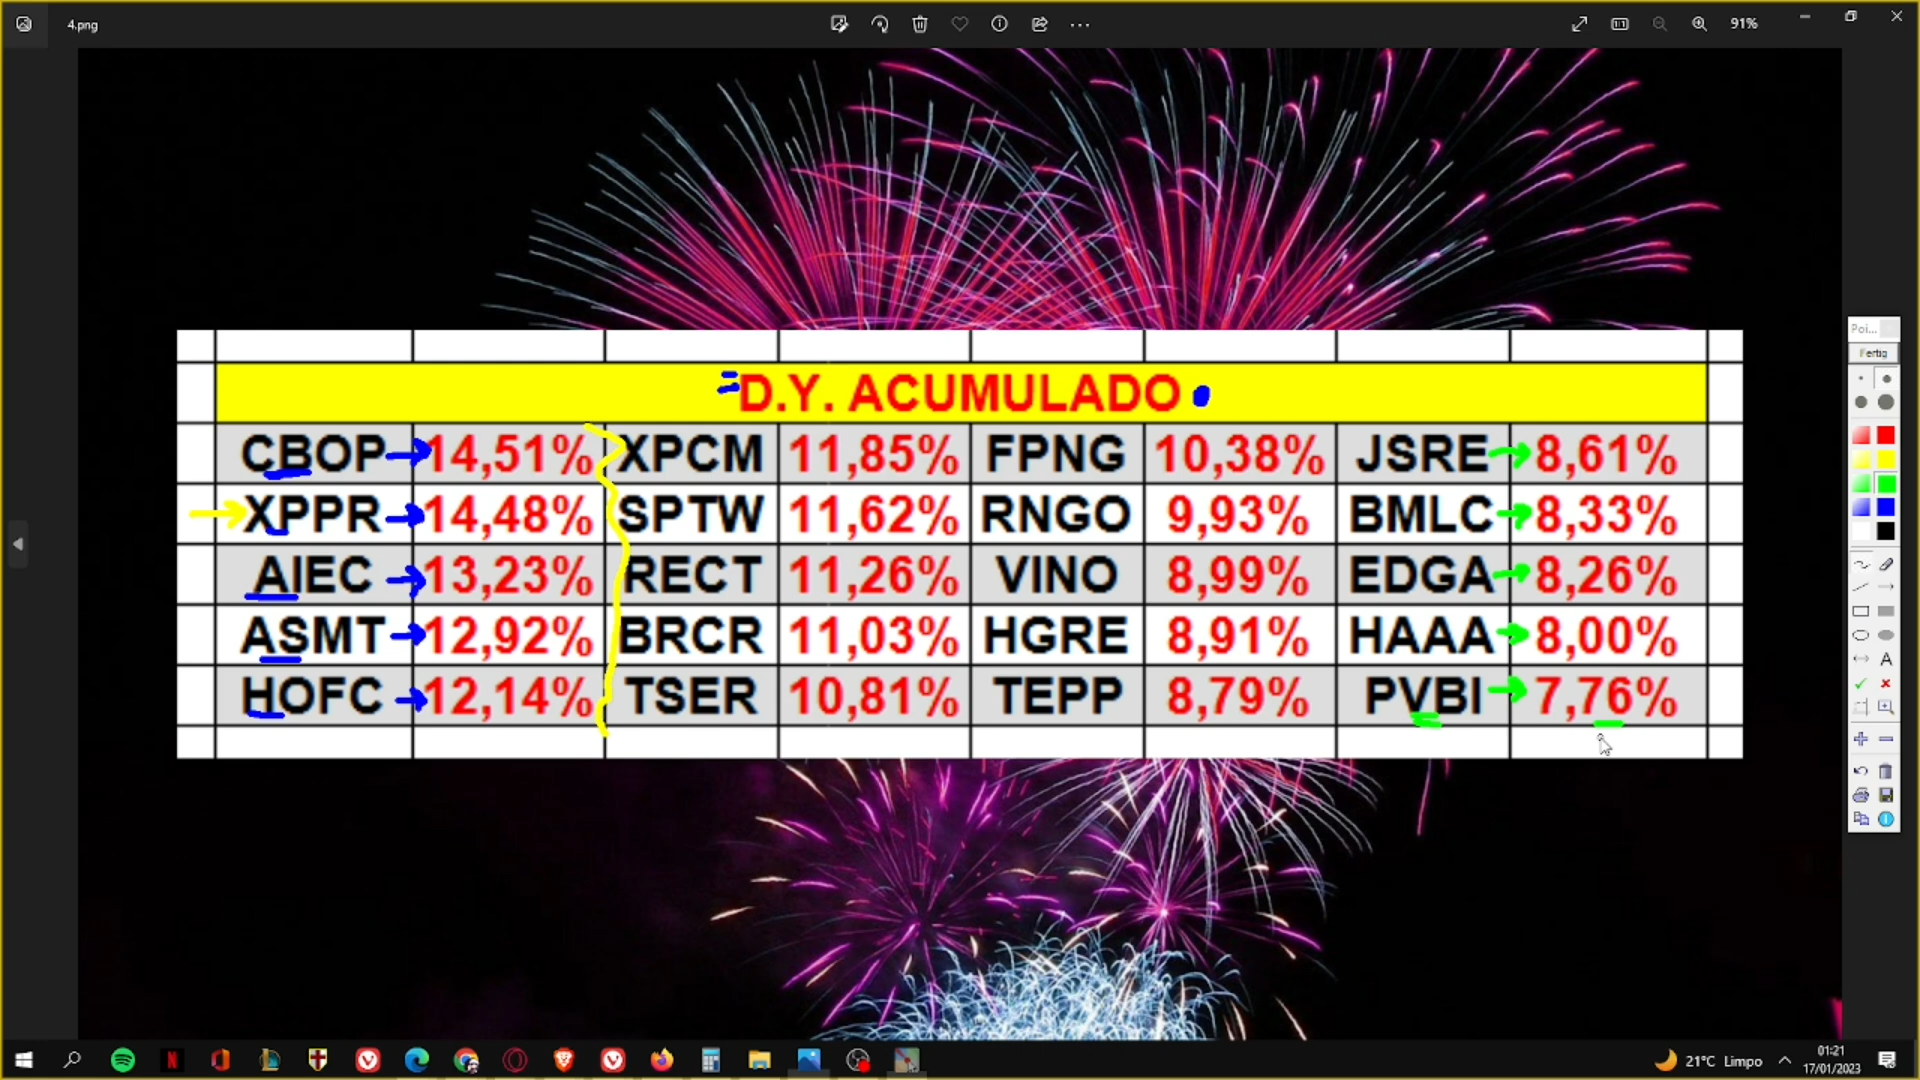 4.png
91%
Poi...
Fertig
D.Y. ACUMULADO
CBOP 14,51% XPCM 11,85% FPNG 10,38% JSRE 8,61%
XPPR 14,48% SPTW 11,62% RNGO 9,93% BMLC 8,33%
AIEC 13,23% RECT 11,26% VINO 8,99% EDGA 8,26%
ASMT 12,92% BRCR 11,03% HGRE 8,91% HAAA 8,00%
HOFC 12,14% TSER 10,81% TEPP 8,79% PVBI 7,76%
A
21°C Limpo
01:21
17/01/2023